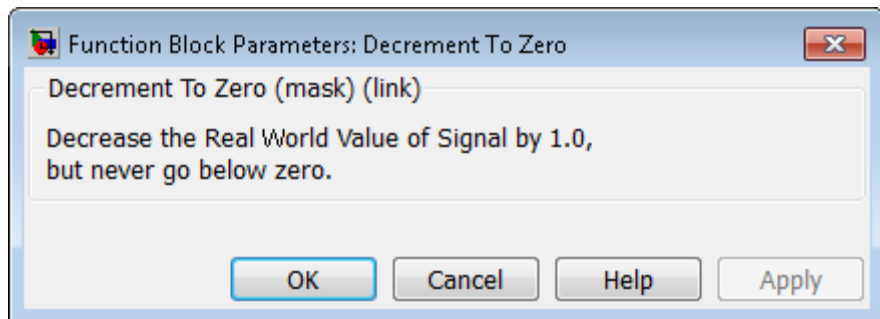 Function Block Parameters: Decrement To Zero
Decrement To Zero (mask) (link)
Decrease the Real World Value of Signal by 1.0,
but never go below zero.
OK Cancel Help Apply